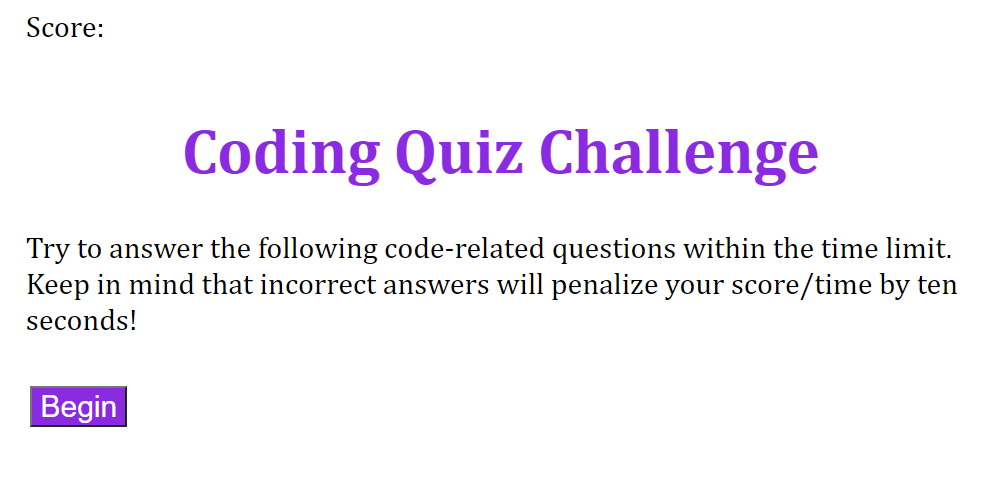 Score:
Coding Quiz Challenge
Try to answer the following code-related questions within the time limit.
Keep in mind that incorrect answers will penalize your score/time by ten
seconds!
Begin